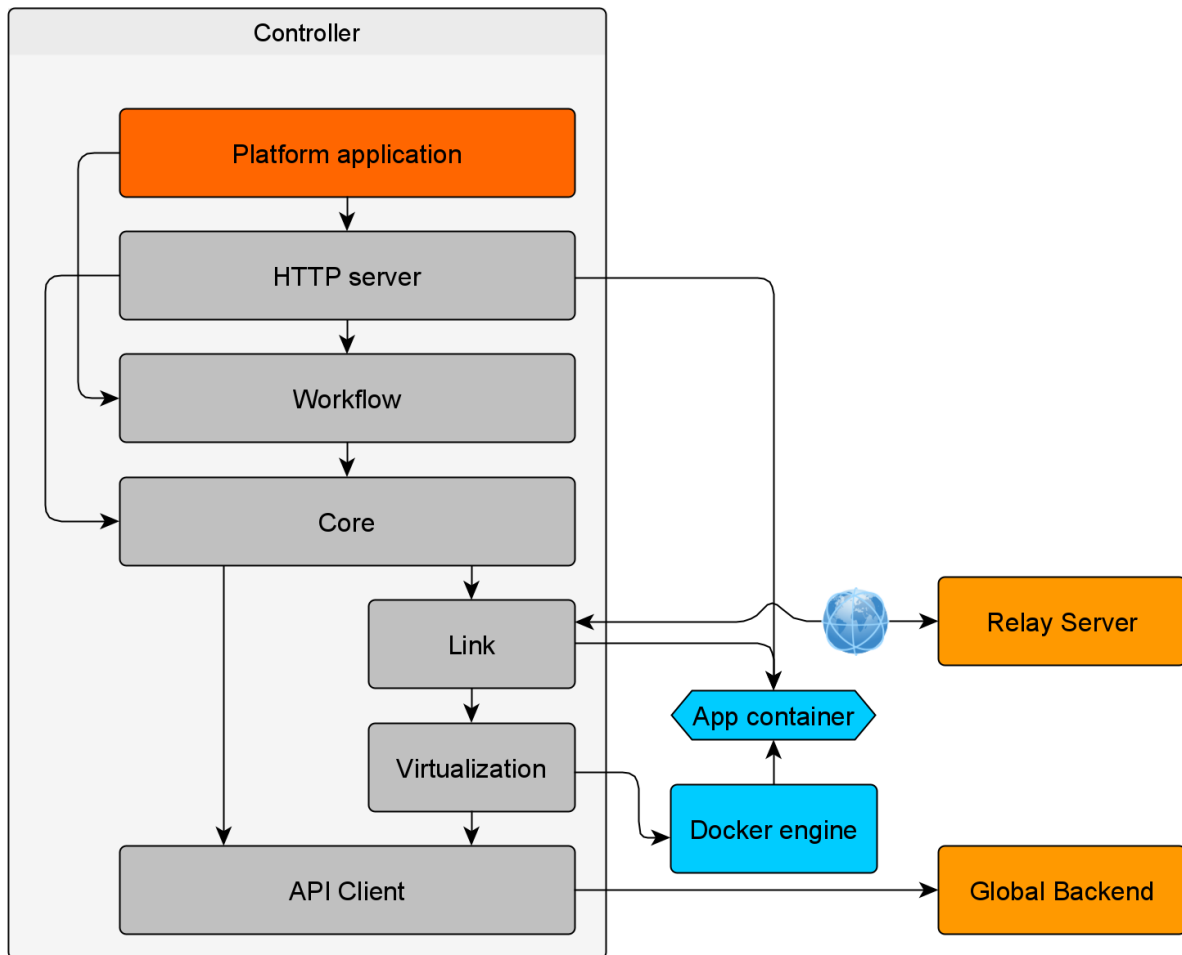 Controller
Platform application
HTTP server
Workflow
Core
Link
Relay Server
App container
Virtualization
Docker engine
API Client
Global Backend